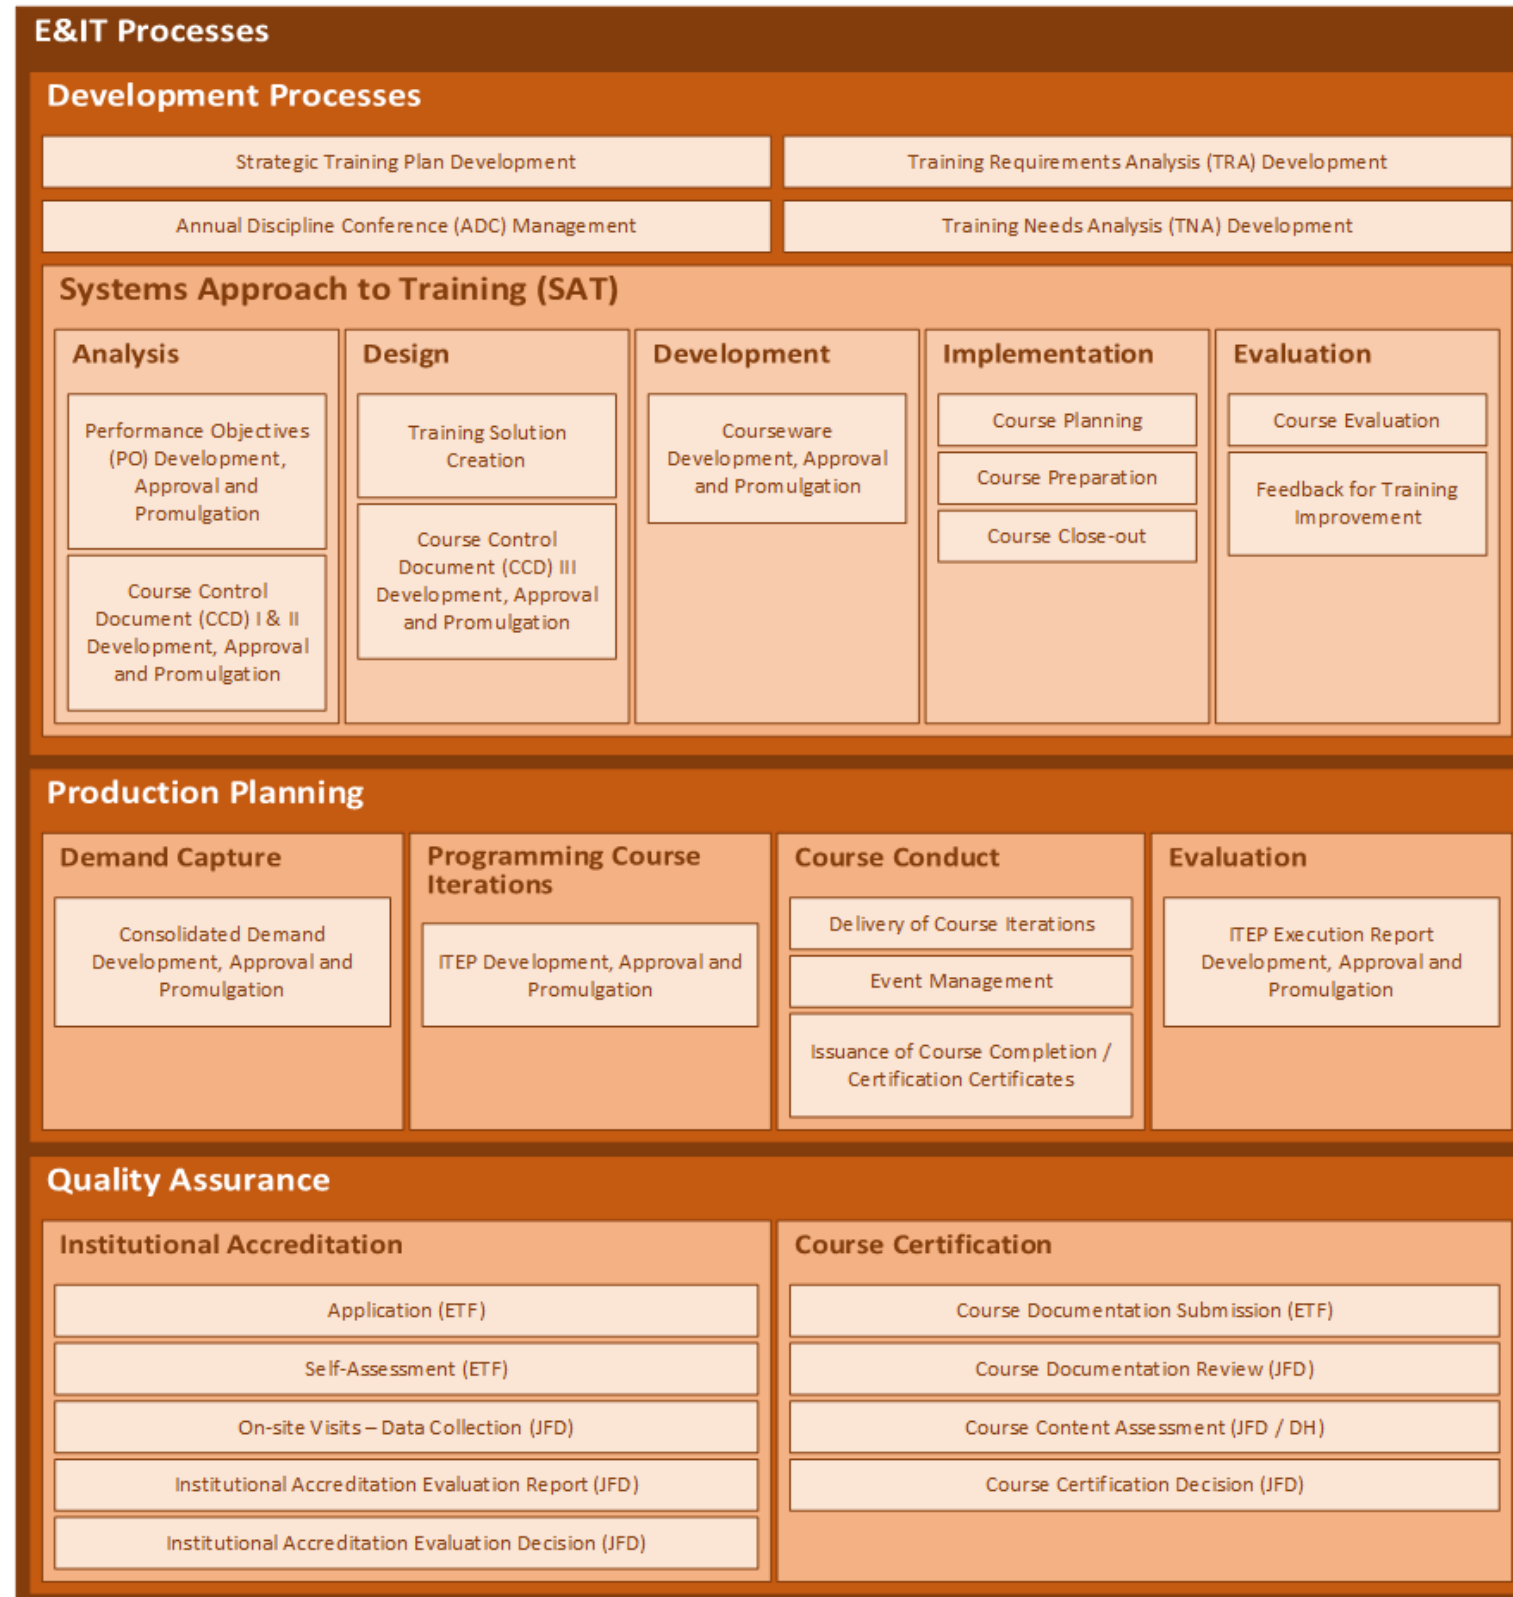 E&IT Processes
Development Processes
Strategic Training Plan Development
Training Requirements Analysis (TRA) Development
Annual Discipline Conference (ADC) Management
Training Needs Analysis (TNA) Development
Systems Approach to Training (SAT)
Analysis
Performance Objectives
(PO) Development,
Approval and
Promulgation
Course Control
Document (CCD) I & II
Development, Approval
and Promulgation
Design
Training Solution
Creation
Course Control
Document (CCD) III
Development, Approval
and Promulgation
Development
Courseware
Development, Approval
and Promulgation
Implementation
Course Planning
Course Preparation
Course Close-out
Evaluation
Course Evaluation
Feedback for Training
Improvement
Production Planning
Demand Capture
Consolidated Demand
Development, Approval and
Promulgation
Programming Course
Iterations
ITEP Development, Approval and
Promulgation
Course Conduct
Delivery of Course Iterations
Event Management
Issuance of Course Completion /
Certification Certificates
Evaluation
ITEP Execution Report
Development, Approval and
Promulgation
Quality Assurance
Institutional Accreditation
Application (ETF)
Self-Assessment (ETF)
On-site Visits – Data Collection (JFD)
Institutional Accreditation Evaluation Report (JFD)
Institutional Accreditation Evaluation Decision (JFD)
Course Certification
Course Documentation Submission (ETF)
Course Documentation Review (JFD)
Course Content Assessment (JFD / DH)
Course Certification Decision (JFD)